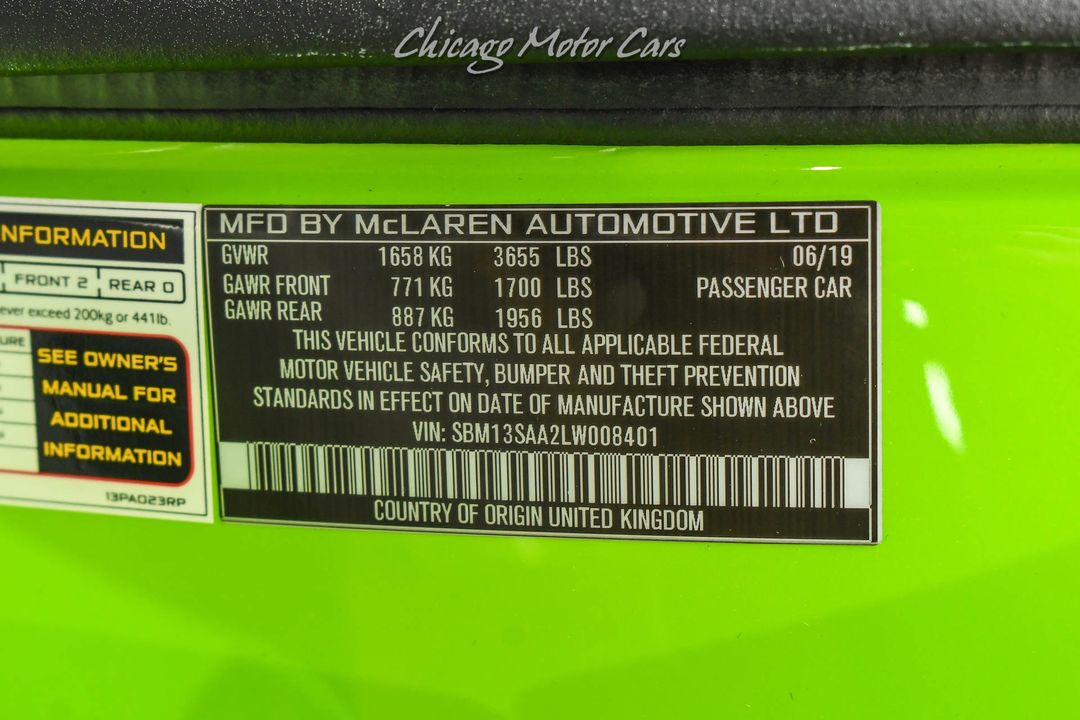 Chicago Motor Cars
NFORMATION
FRONT 2 REAR 0
ever exceed 200kg or 441lb.
URE
SEE OWNER'S
MANUAL FOR
ADDITIONAL
INFORMATION
13PA023RP
MFD BY McLAREN AUTOMOTIVE LTD
GVWR 1658 KG 3655 LBS 06/19
GAWR FRONT 771 KG 1700 LBS PASSENGER CAR
GAWR REAR 887 KG 1956 LBS
THIS VEHICLE CONFORMS TO ALL APPLICABLE FEDERAL
MOTOR VEHICLE SAFETY, BUMPER AND THEFT PREVENTION
STANDARDS IN EFFECT ON DATE OF MANUFACTURE SHOWN ABOVE
VIN: SBM13SAA2LW008401
COUNTRY OF ORIGIN UNITED KINGDOM